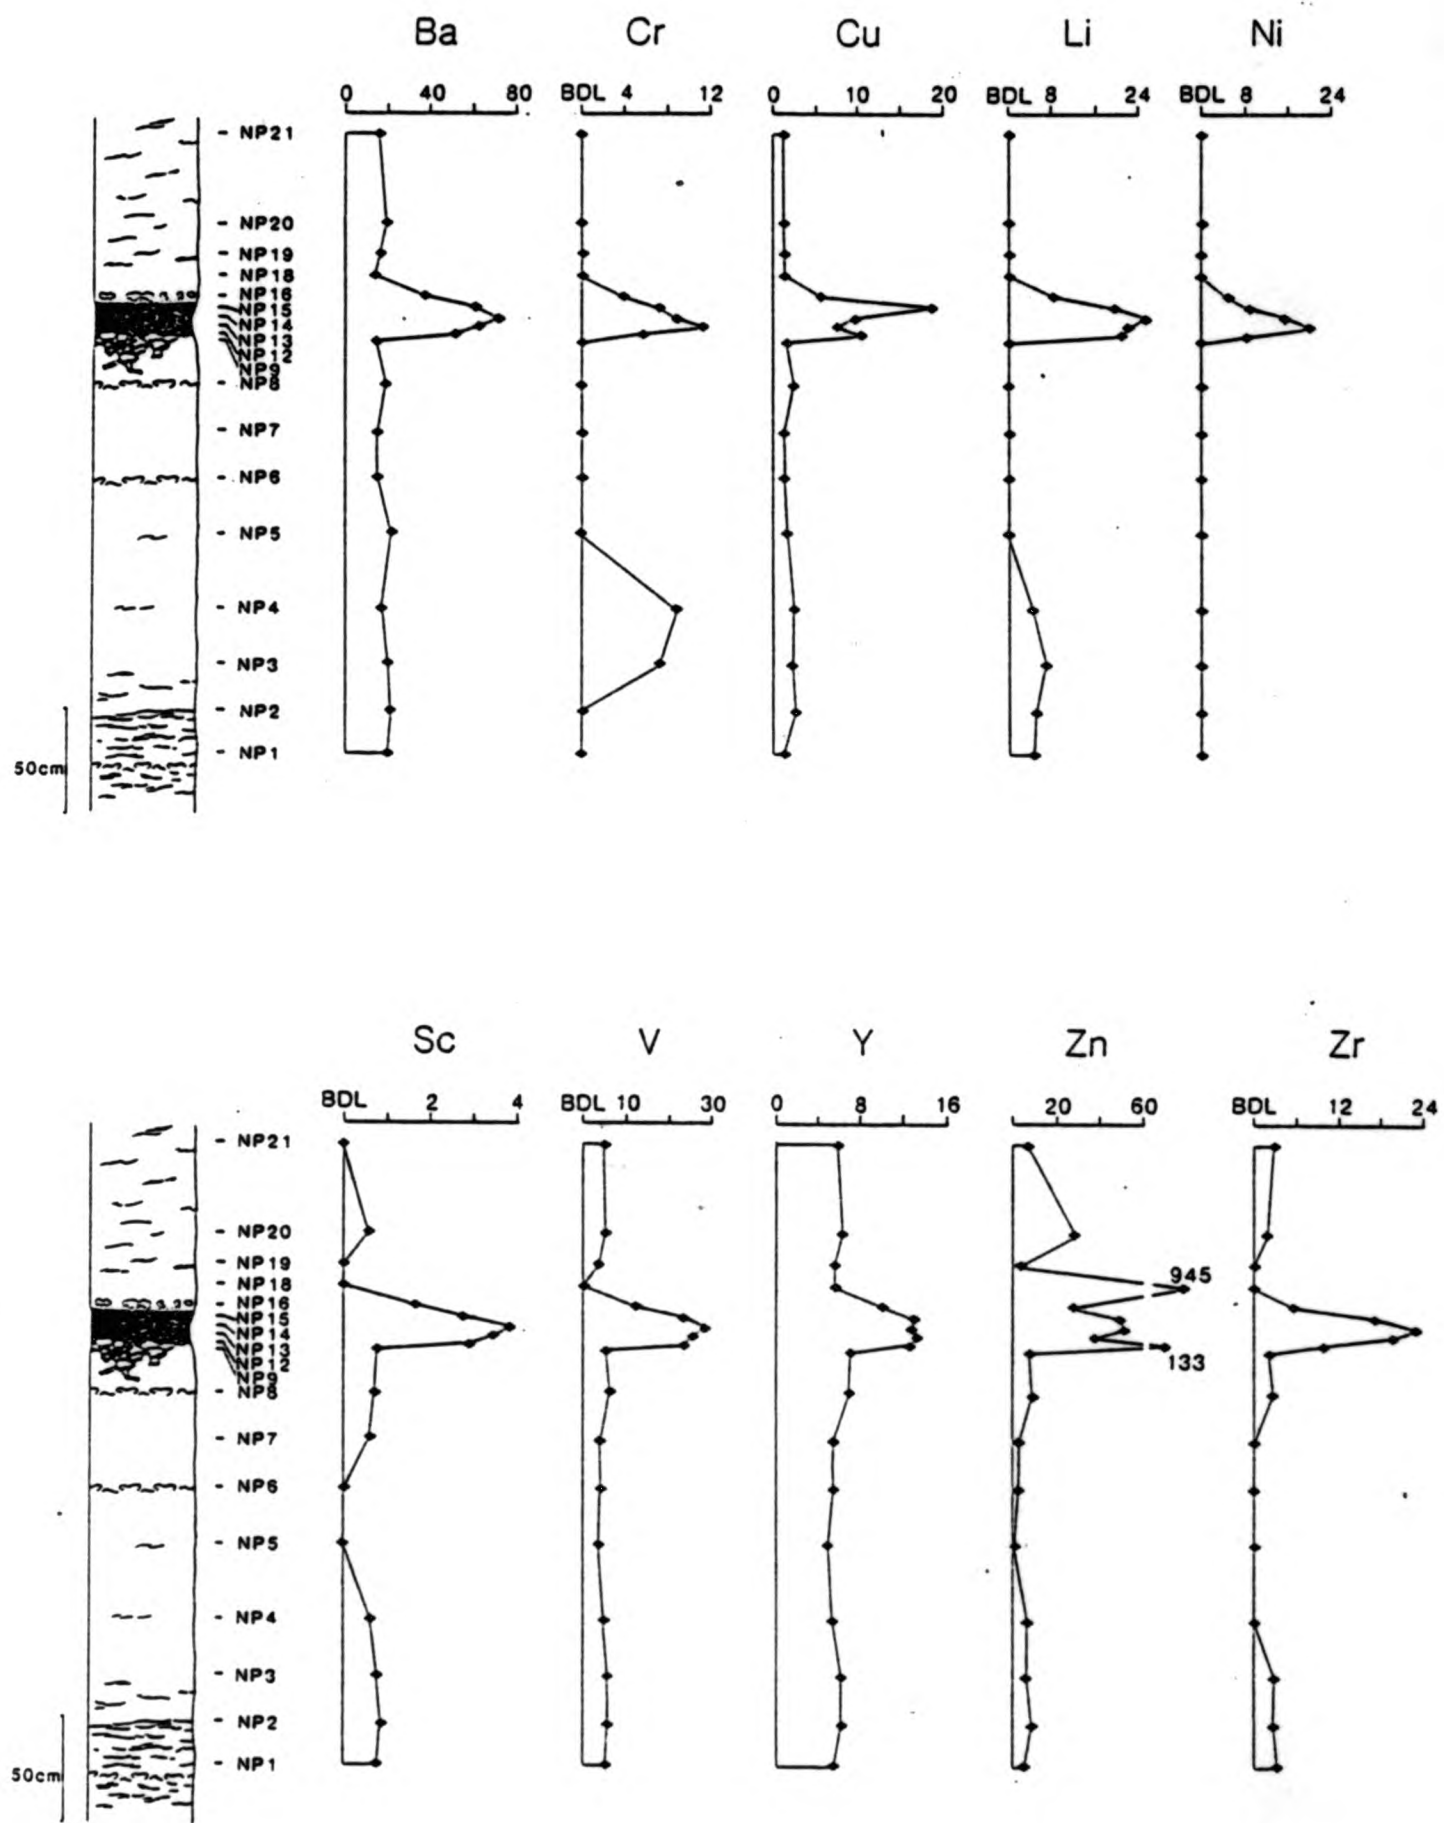 Ba Cr Cu Li Ni
0 40 80 BDL 4 12 0 10 20 BDL 8 24 BDL 8 24
NP21
NP20
NP19
NP18
NP16
NP15
NP14
NP13
NP12
NP9
NP8
NP7
NP6
NP5
NP4
NP3
NP2
NP1
50cm
Sc V Y Zn Zr
BDL 2 4 BDL 10 30 0 8 16 20 60 BDL 12 24
NP21
NP20
NP19
945
NP18
NP16
NP15
NP14
NP13
NP12
133
NP9
NP8
NP7
NP6
NP5
NP4
NP3
NP2
NP1
50cm